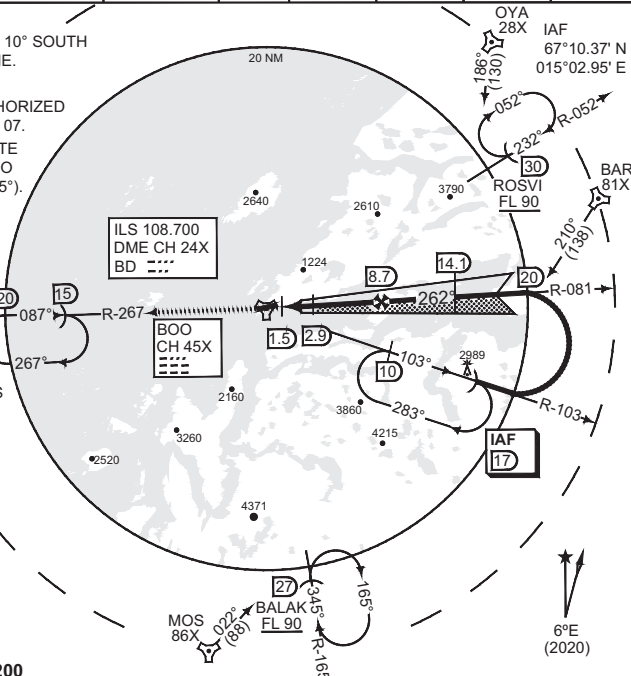 10° SOUTH
E.
HORIZED
07.
TE
O
5°).
20 NM
OYA
28X
IAF
67°10.37' N
015°02.95' E
186°
(130)
052°
R-052
232°
30
ROSVI
FL 90
BAR
81X
210°
(138)
3790
2640
2610
ILS 108.700
DME CH 24X
BD
1224
8.7
14.1
20
262°
R-081
20
15
087°
R-267
267°
BOO
CH 45X
1.5
2.9
103°
10
2989
283°
R-103
IAF
17
2160
3860
3260
4215
2520
4371
27
BALAK
FL 90
345°
165°
R-165
MOS
86X
022°
(88)
6°E
(2020)
200